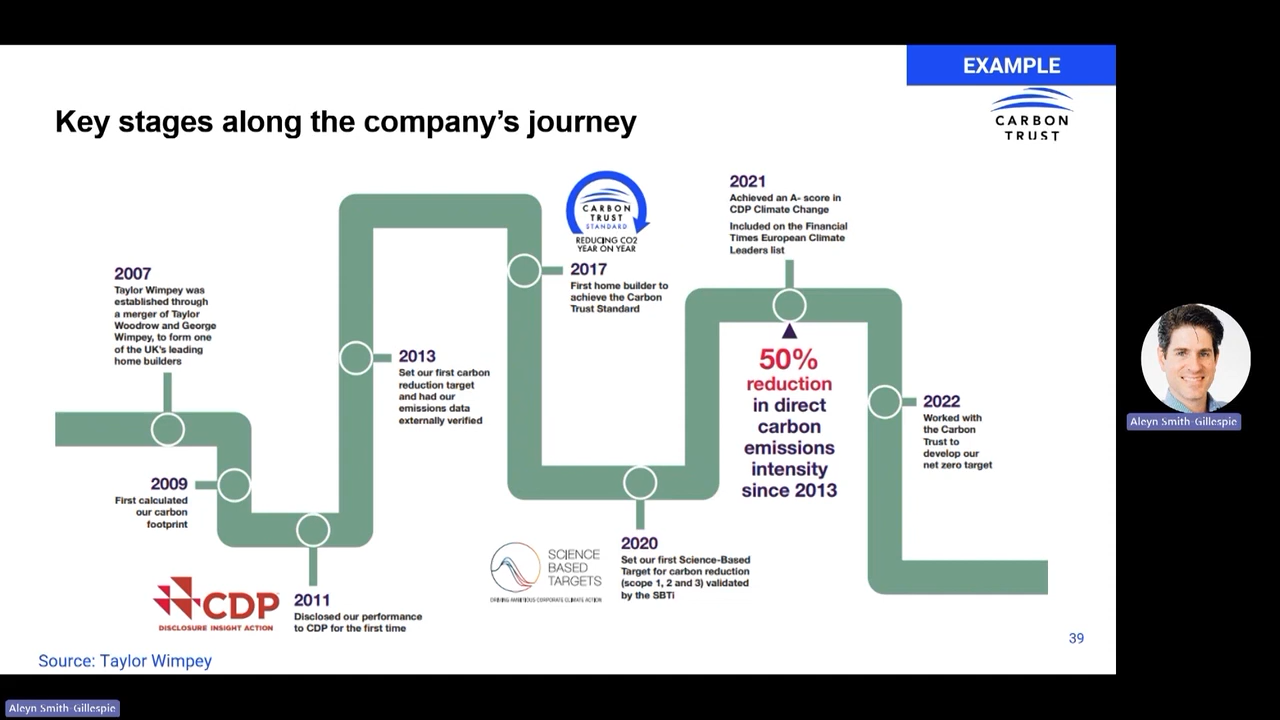 EXAMPLE
CARBON
TRUST
Key stages along the company's journey
2007
Taylor Wimpey was
established through
a merger of Taylor
Woodrow and George
Wimpey, to form one
of the UK's leading
home builders
2009
First calculated
our carbon
footprint
CDP
DISCLOSURE INSIGHT ACTION
2011
Disclosed our performance
to CDP for the first time
2013
Set our first carbon
reduction target
and had our
emissions data
externally verified
CARBON
TRUST
STANDARD
REDUCING CO2
YEAR ON YEAR
2017
First home builder to
achieve the Carbon
Trust Standard
SCIENCE
BASED
TARGETS
DRIVING AMBITIOUS CORPORATE CLIMATE ACTION
2020
Set our first Science-Based
Target for carbon reduction
(scope 1, 2 and 3) validated
by the SBTi
2021
Achieved an A- score in
CDP Climate Change
Included on the Financial
Times European Climate
Leaders list
50%
reduction
in direct
carbon
emissions
intensity
since 2013
2022
Worked with
the Carbon
Trust to
develop our
net zero target
39
Source: Taylor Wimpey
Aleyn Smith-Gillespie
Aleyn Smith-Gillespie